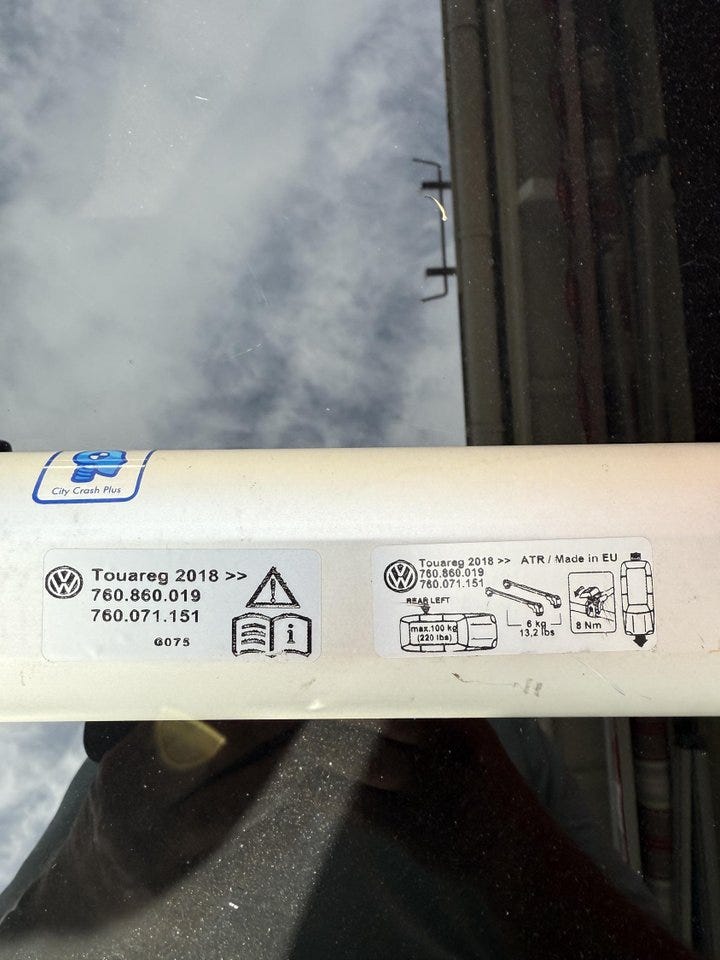 City Crash Plus
Touareg 2018 >>
760.860.019
760.071.151
G075
Touareg 2018 >> ATR / Made in EU
760.860.019
760.071.151
REAR LEFT
max.100 kg
(220 lbs)
6 kg
13,2 lbs
8 Nm